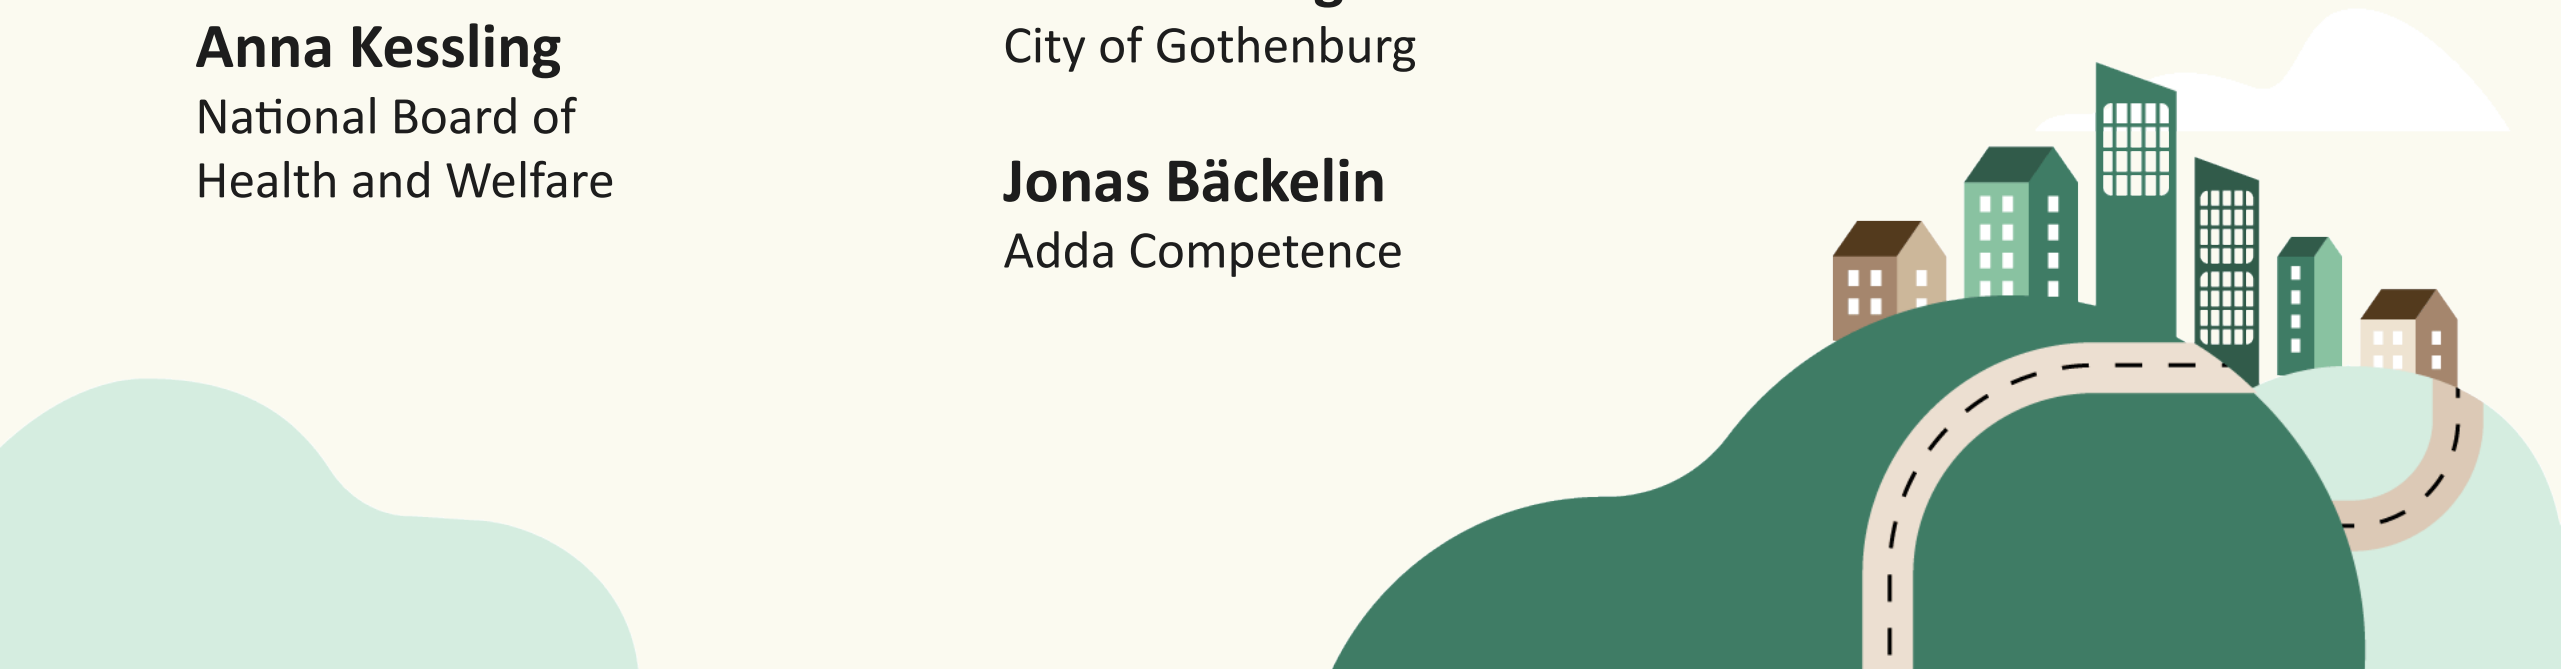 Anna Kessling
National Board of
Health and Welfare
City of Gothenburg
Jonas Bäckelin
Adda Competence